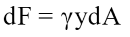 dF = γydA